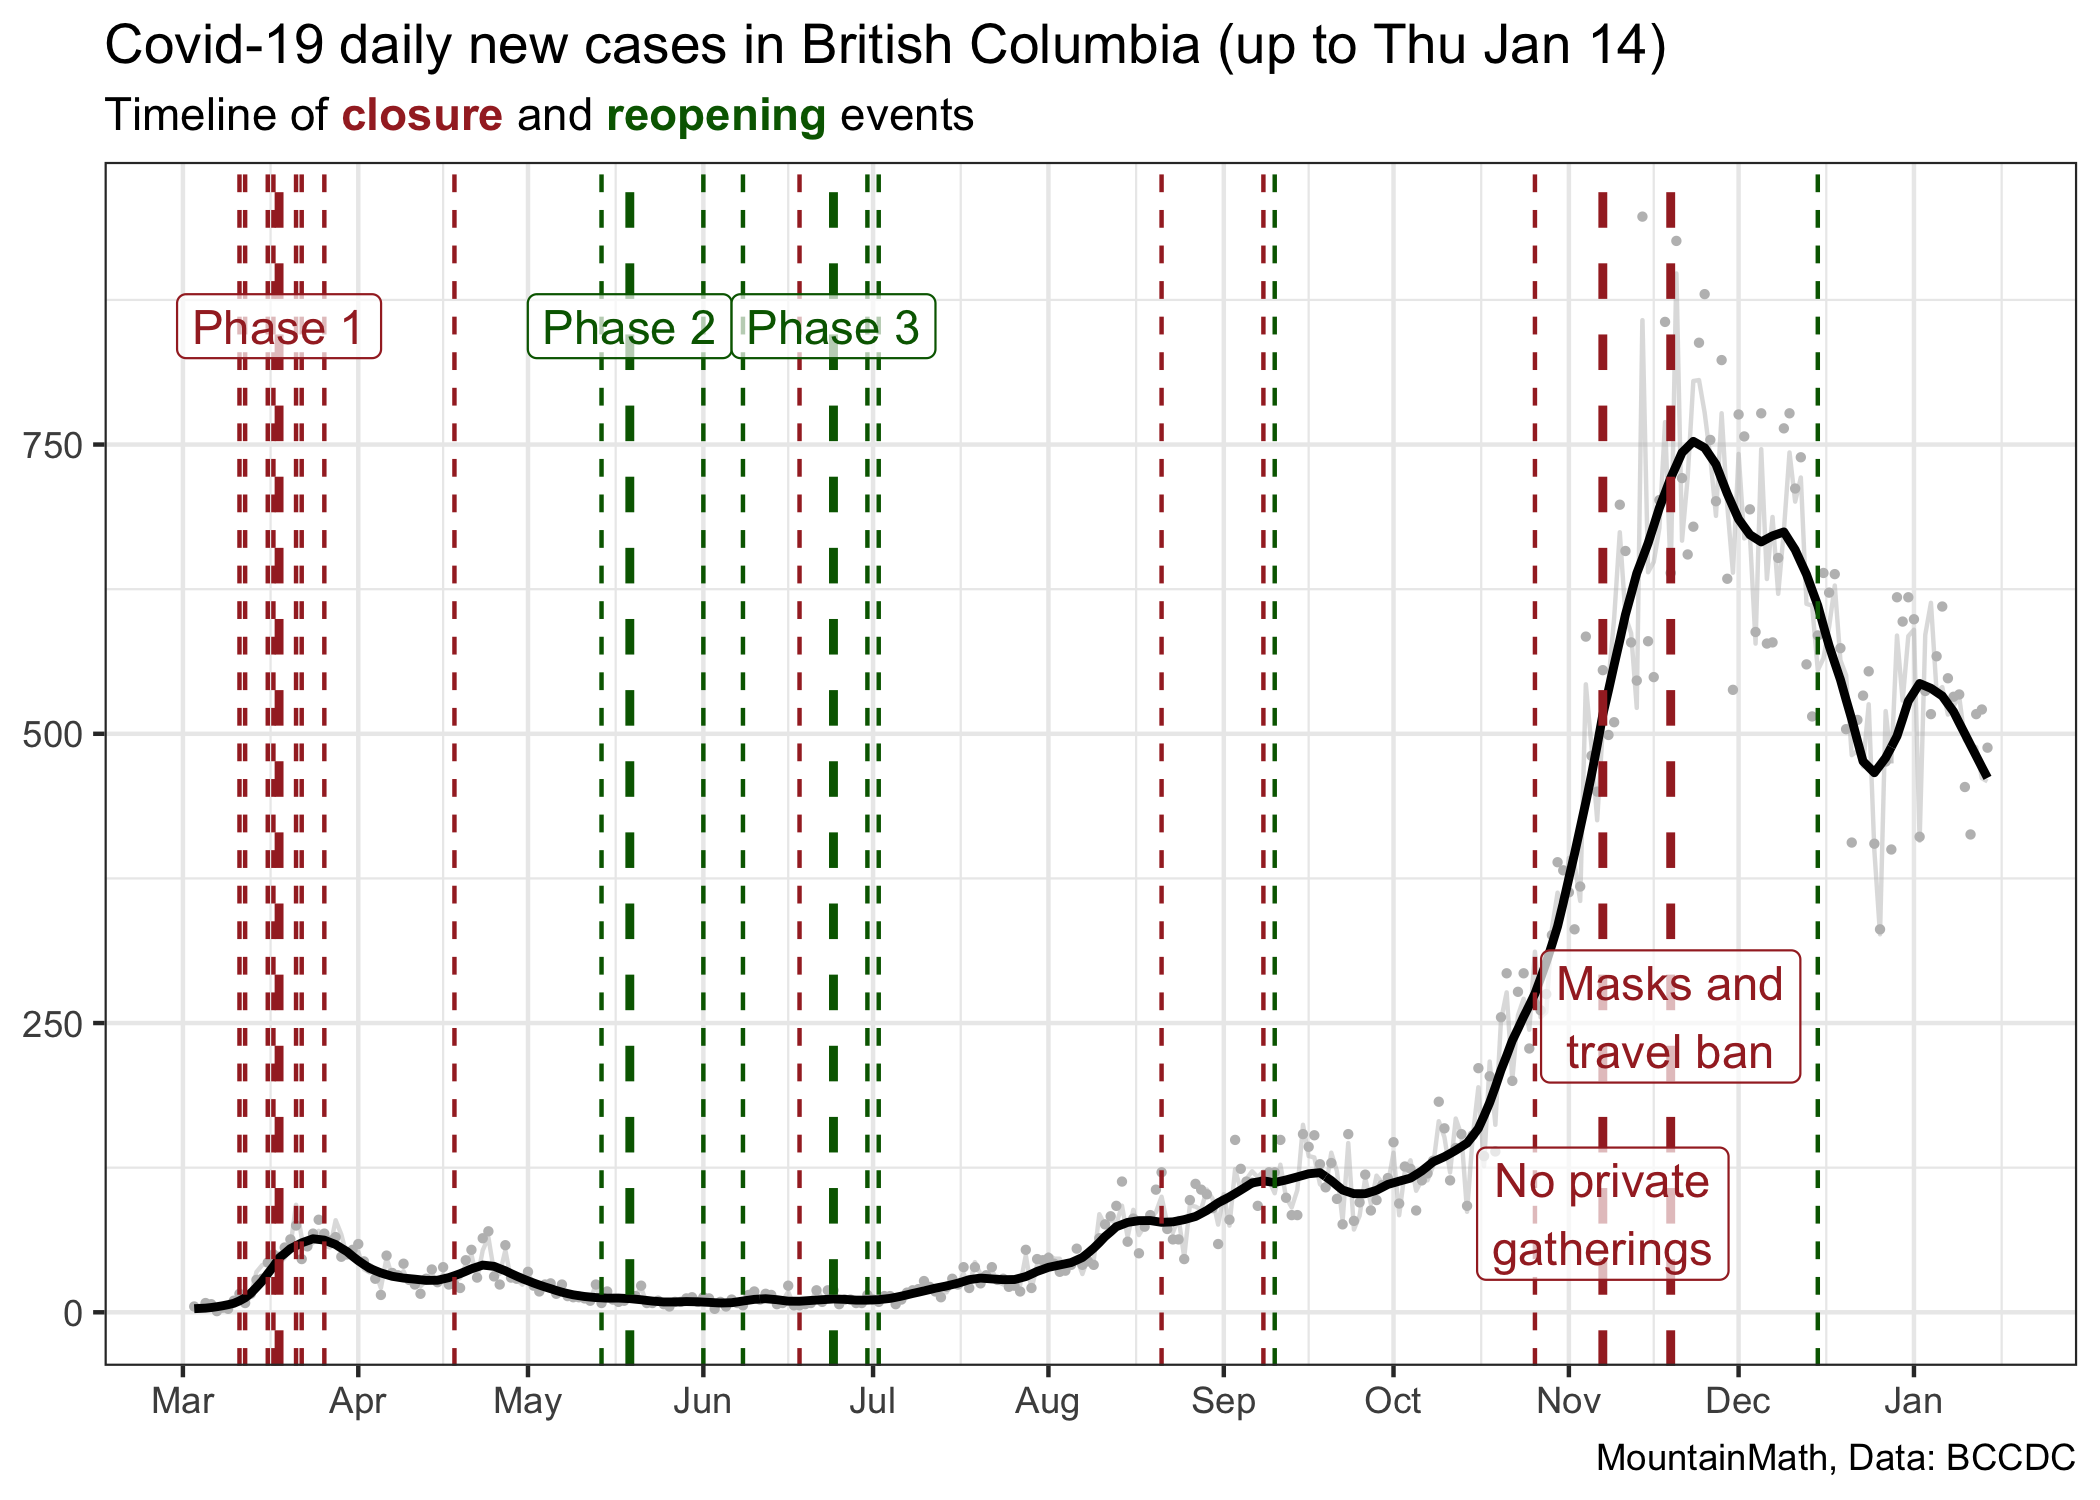 Covid-19 daily new cases in British Columbia (up to Thu Jan 14)
Timeline of closure and reopening events
Phase 1
Phase 2
Phase 3
750
500
250
0
Masks and
travel ban
No private
gatherings
Mar
Apr
May
Jun
Jul
Aug
Sep
Oct
Nov
Dec
Jan
MountainMath, Data: BCCDC